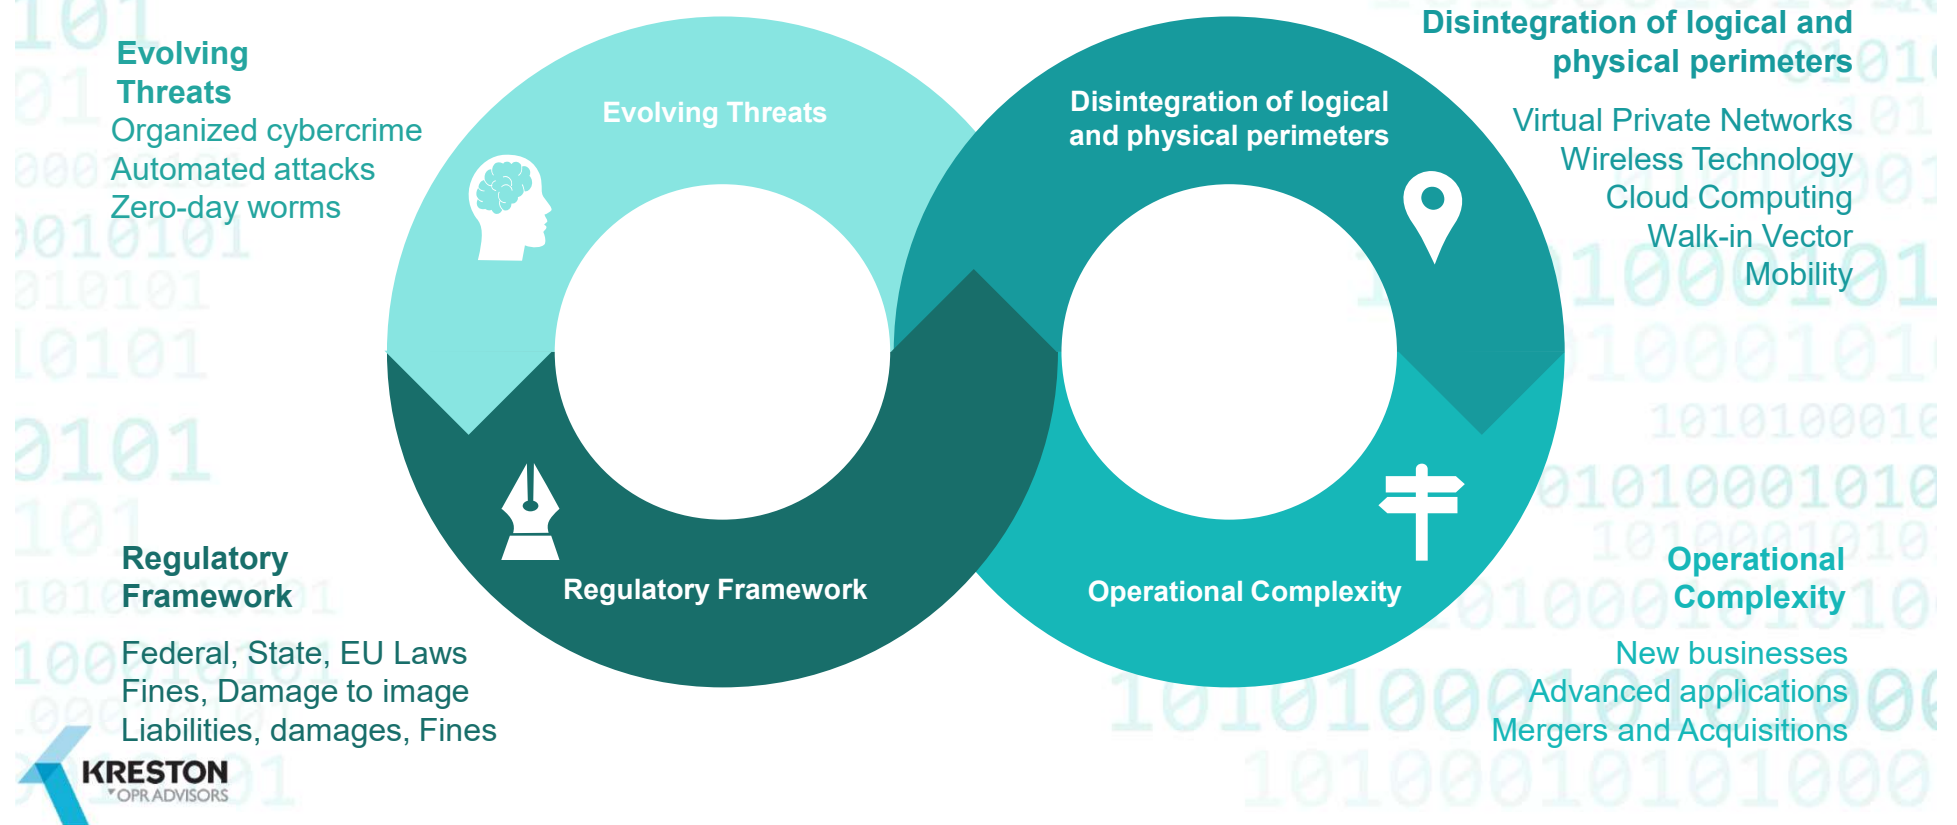 Evolving
Threats
Organized cybercrime
Automated attacks
Zero-day worms
Evolving Threats
Disintegration of logical
and physical perimeters
Disintegration of logical and
physical perimeters
Virtual Private Networks
Wireless Technology
Cloud Computing
Walk-in Vector
Mobility
Regulatory
Framework
Federal, State, EU Laws
Fines, Damage to image
Liabilities, damages, Fines
Regulatory Framework
Operational Complexity
Operational
Complexity
New businesses
Advanced applications
Mergers and Acquisitions
KRESTON
OPR ADVISORS